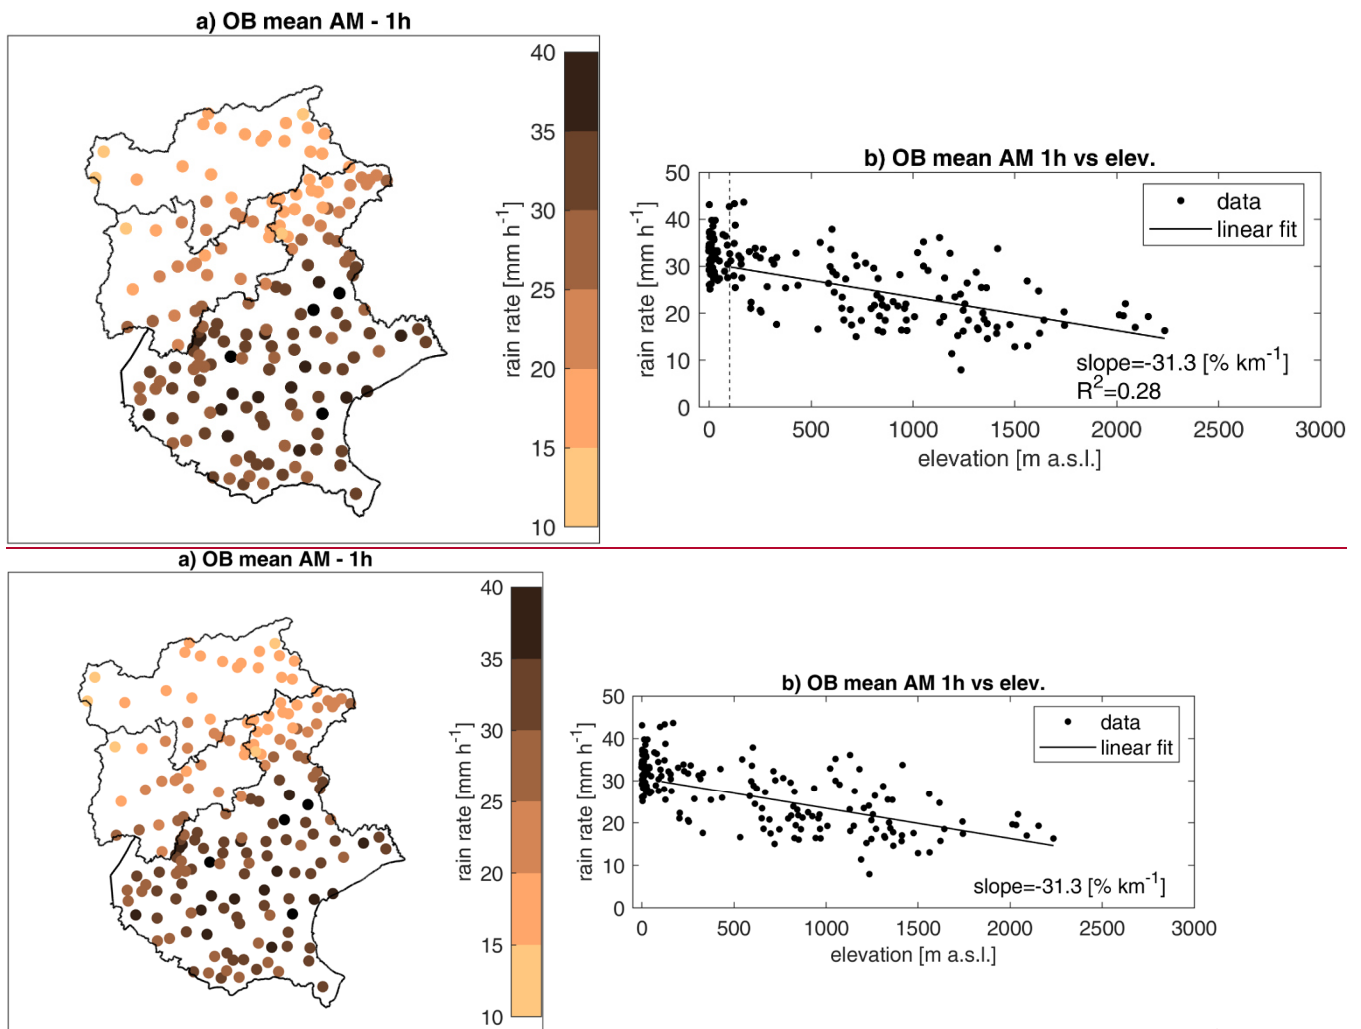 a) OB mean AM - 1h
40
35
30
25
20
15
10
rain rate [mm h-1]
b) OB mean AM 1h vs elev.
50
40
30
20
10
0
rain rate [mm h-1]
data
linear fit
slope=-31.3 [% km-1]
R2=0.28
0 500 1000 1500 2000 2500 3000
elevation [m a.s.l.]
a) OB mean AM - 1h
40
35
30
25
20
15
10
rain rate [mm h-1]
b) OB mean AM 1h vs elev.
50
40
30
20
10
0
rain rate [mm h-1]
data
linear fit
slope=-31.3 [% km-1]
0 500 1000 1500 2000 2500 3000
elevation [m a.s.l.]